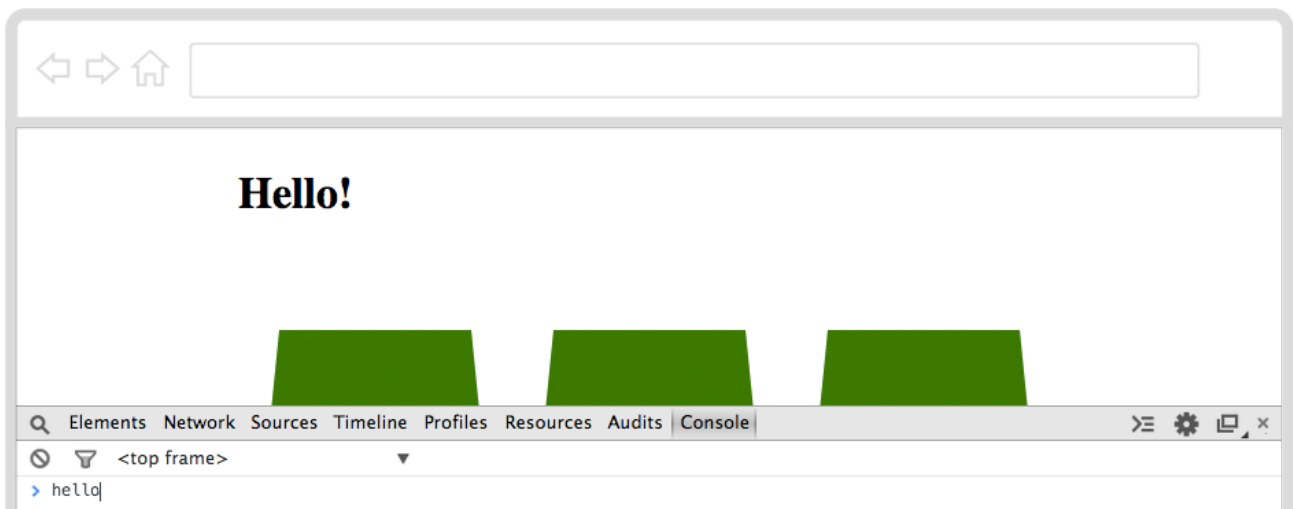 Hello!
Elements Network Sources Timeline Profiles Resources Audits Console
<top frame>
hello